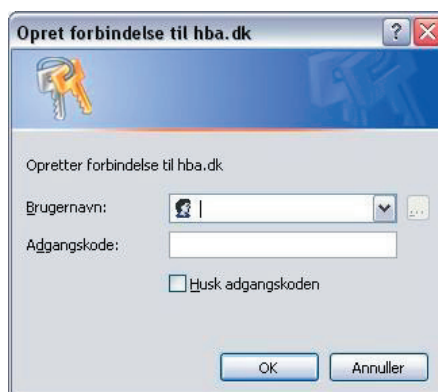 Opret forbindelse til hba.dk
Opretter forbindelse til hba.dk
Brugernavn:
...
Adgangskode:
Husk adgangskoden
OK Annuller